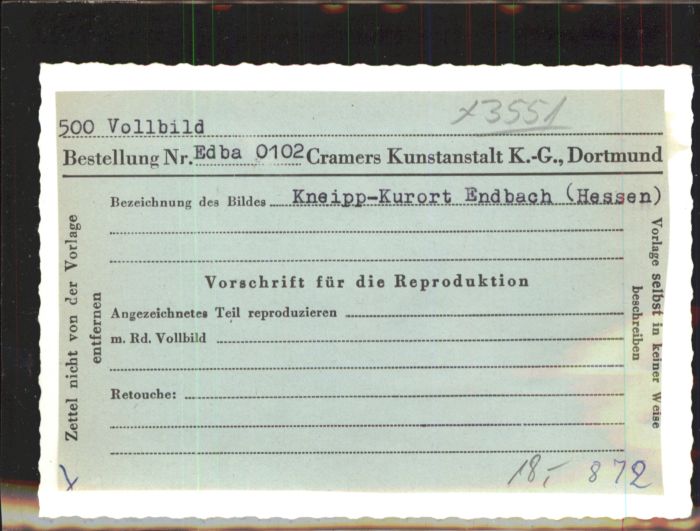 x3551
500 Vollbild
Bestellung Nr. Edba 0102 Cramers Kunstanstalt K.-G., Dortmund
Bezeichnung des Bildes Kneipp-Kurort Endbach (Hessen)
Vorschrift für die Reproduktion
Angezeichnetes Teil reproduzieren
m. Rd. Vollbild
Retouche:
Zettel nicht von der Vorlage
entfernen
Vorlage selbst in keiner Weise
beschreiben
18,- 872